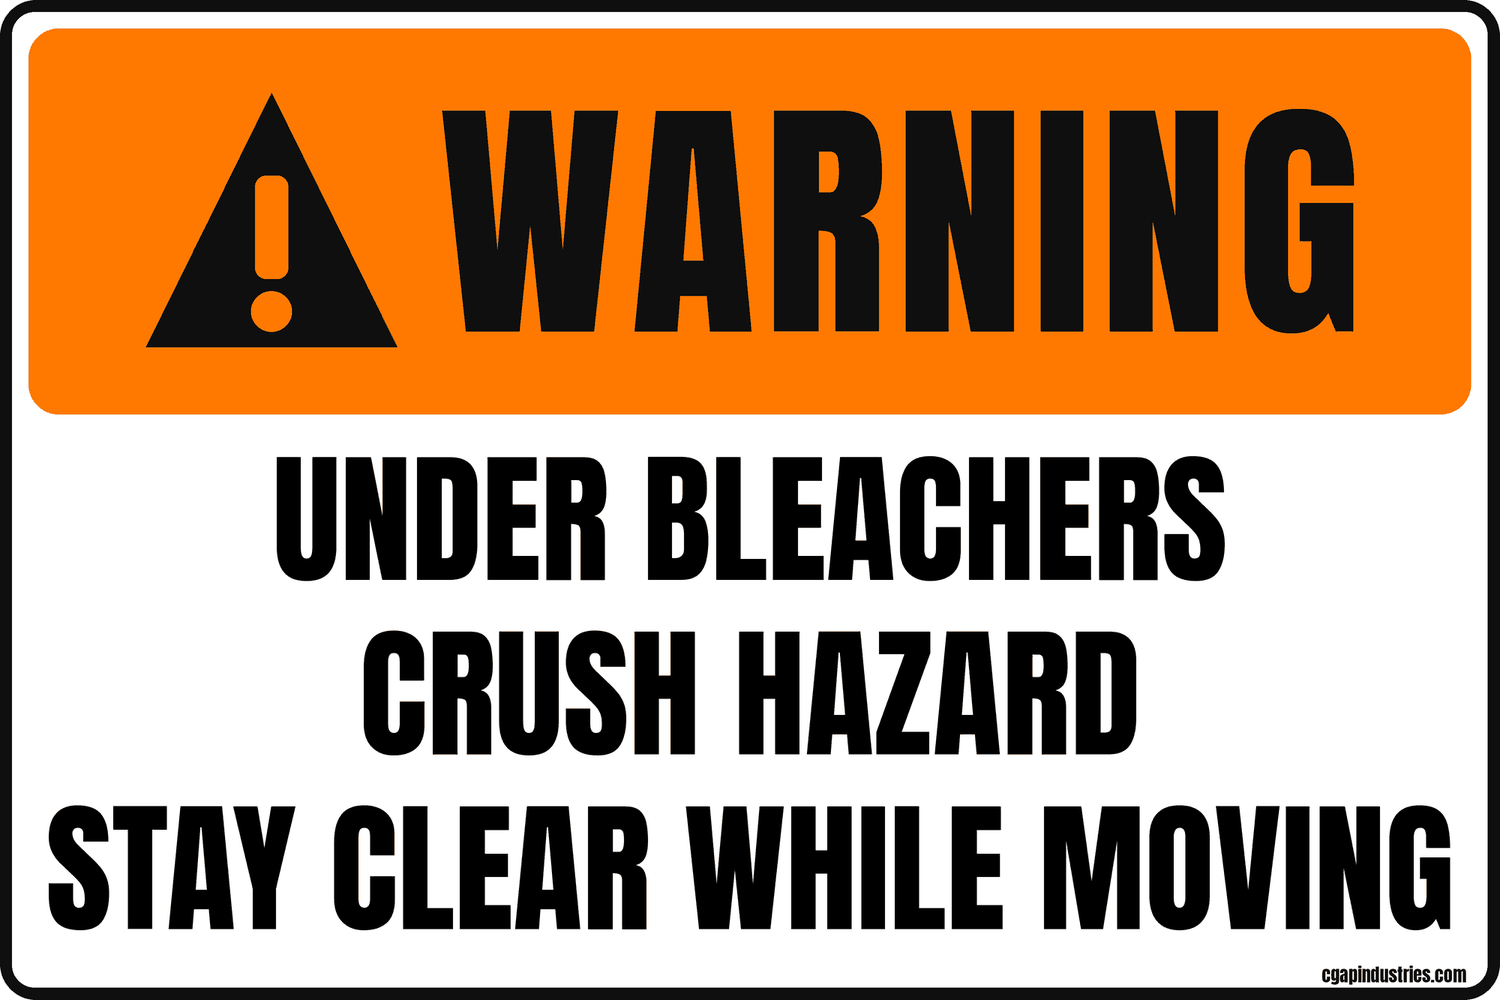 WARNING
UNDER BLEACHERS
CRUSH HAZARD
STAY CLEAR WHILE MOVING
cgapindustries.com